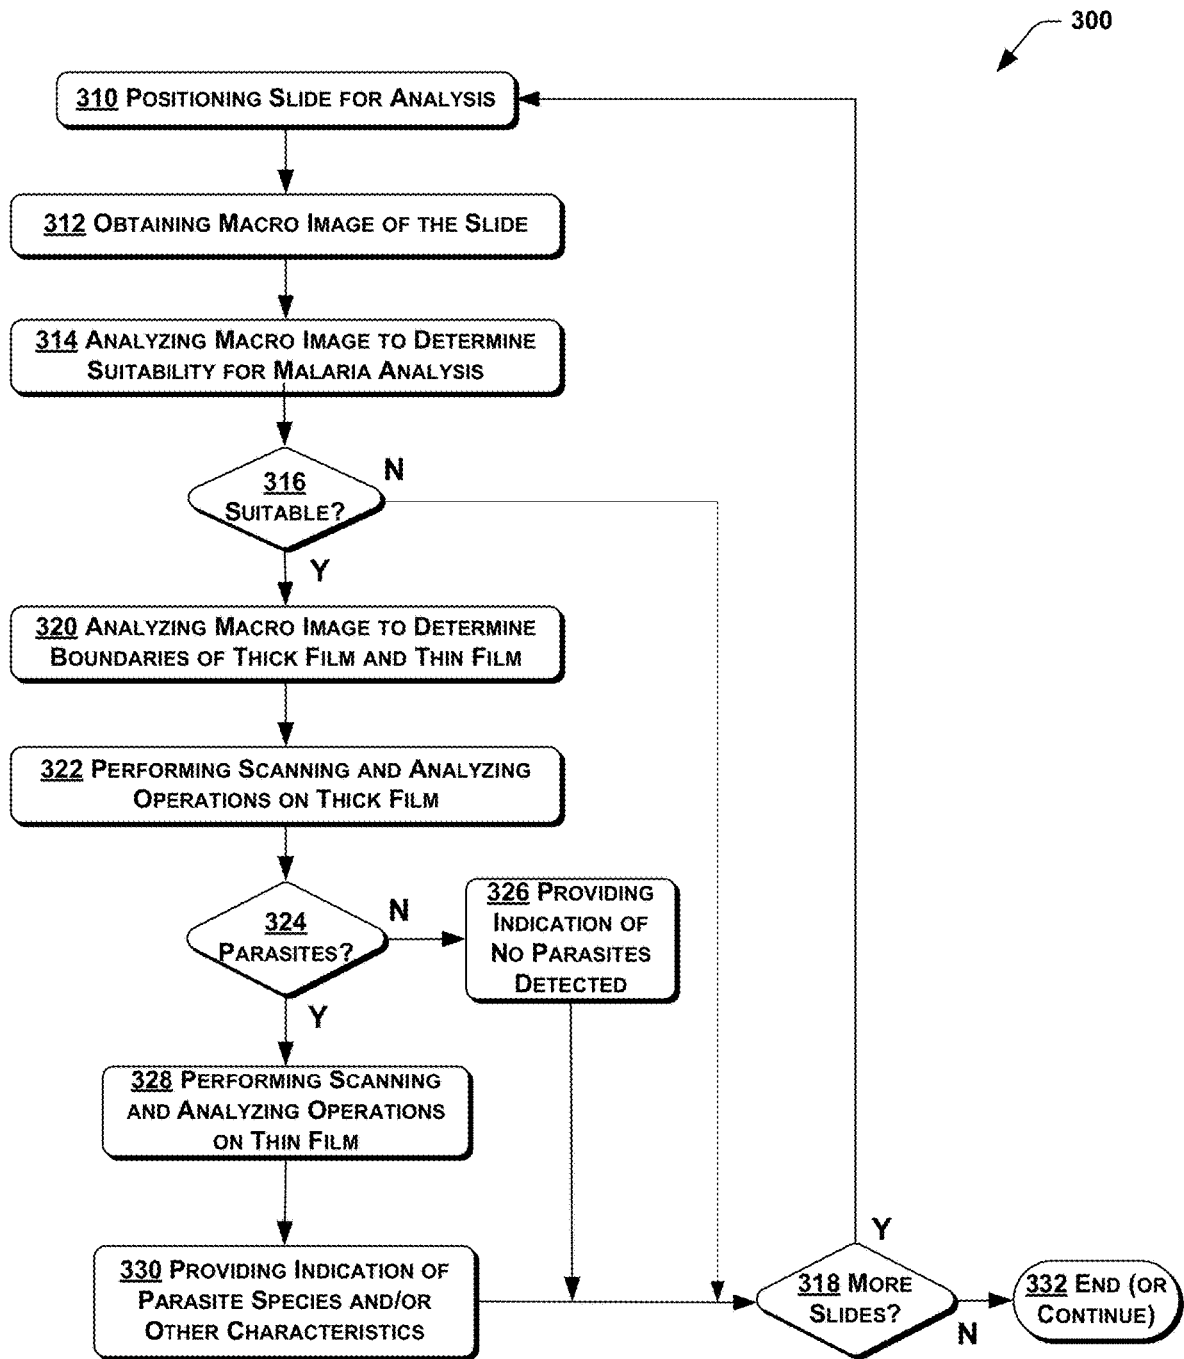 300
310 Positioning Slide for Analysis
312 Obtaining Macro Image of the Slide
314 Analyzing Macro Image to Determine
Suitability for Malaria Analysis
316
Suitable?
N
Y
320 Analyzing Macro Image to Determine
Boundaries of Thick Film and Thin Film
322 Performing Scanning and Analyzing
Operations on Thick Film
324
Parasites?
N
326 Providing
Indication of
No Parasites
Detected
Y
328 Performing Scanning
and Analyzing Operations
on Thin Film
330 Providing Indication of
Parasite Species and/or
Other Characteristics
318 More
Slides?
Y
N
332 End (or
Continue)